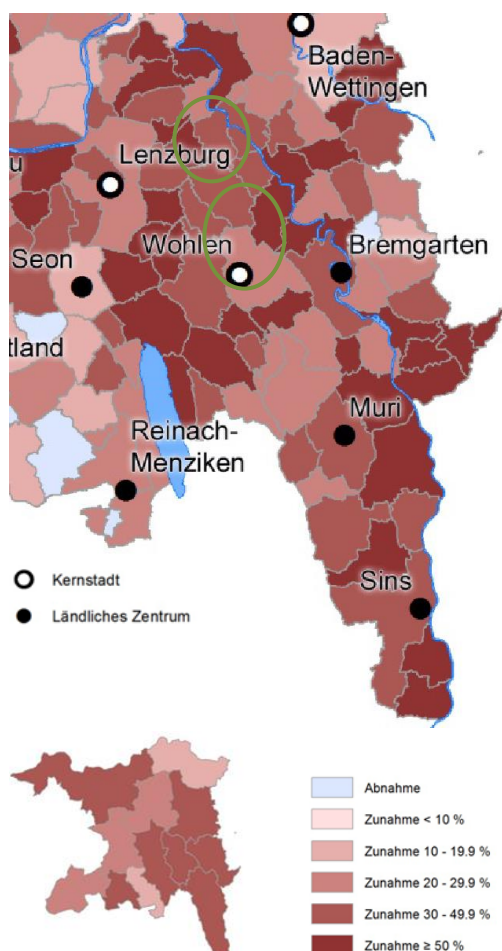 Baden-
Wettingen
u
Lenzburg
Wohlen
Bremgarten
Seon
tland
Muri
Reinach-
Menziken
Sins
Kernstadt
Ländliches Zentrum
Abnahme
Zunahme < 10 %
Zunahme 10 - 19.9 %
Zunahme 20 - 29.9 %
Zunahme 30 - 49.9 %
Zunahme ≥ 50 %